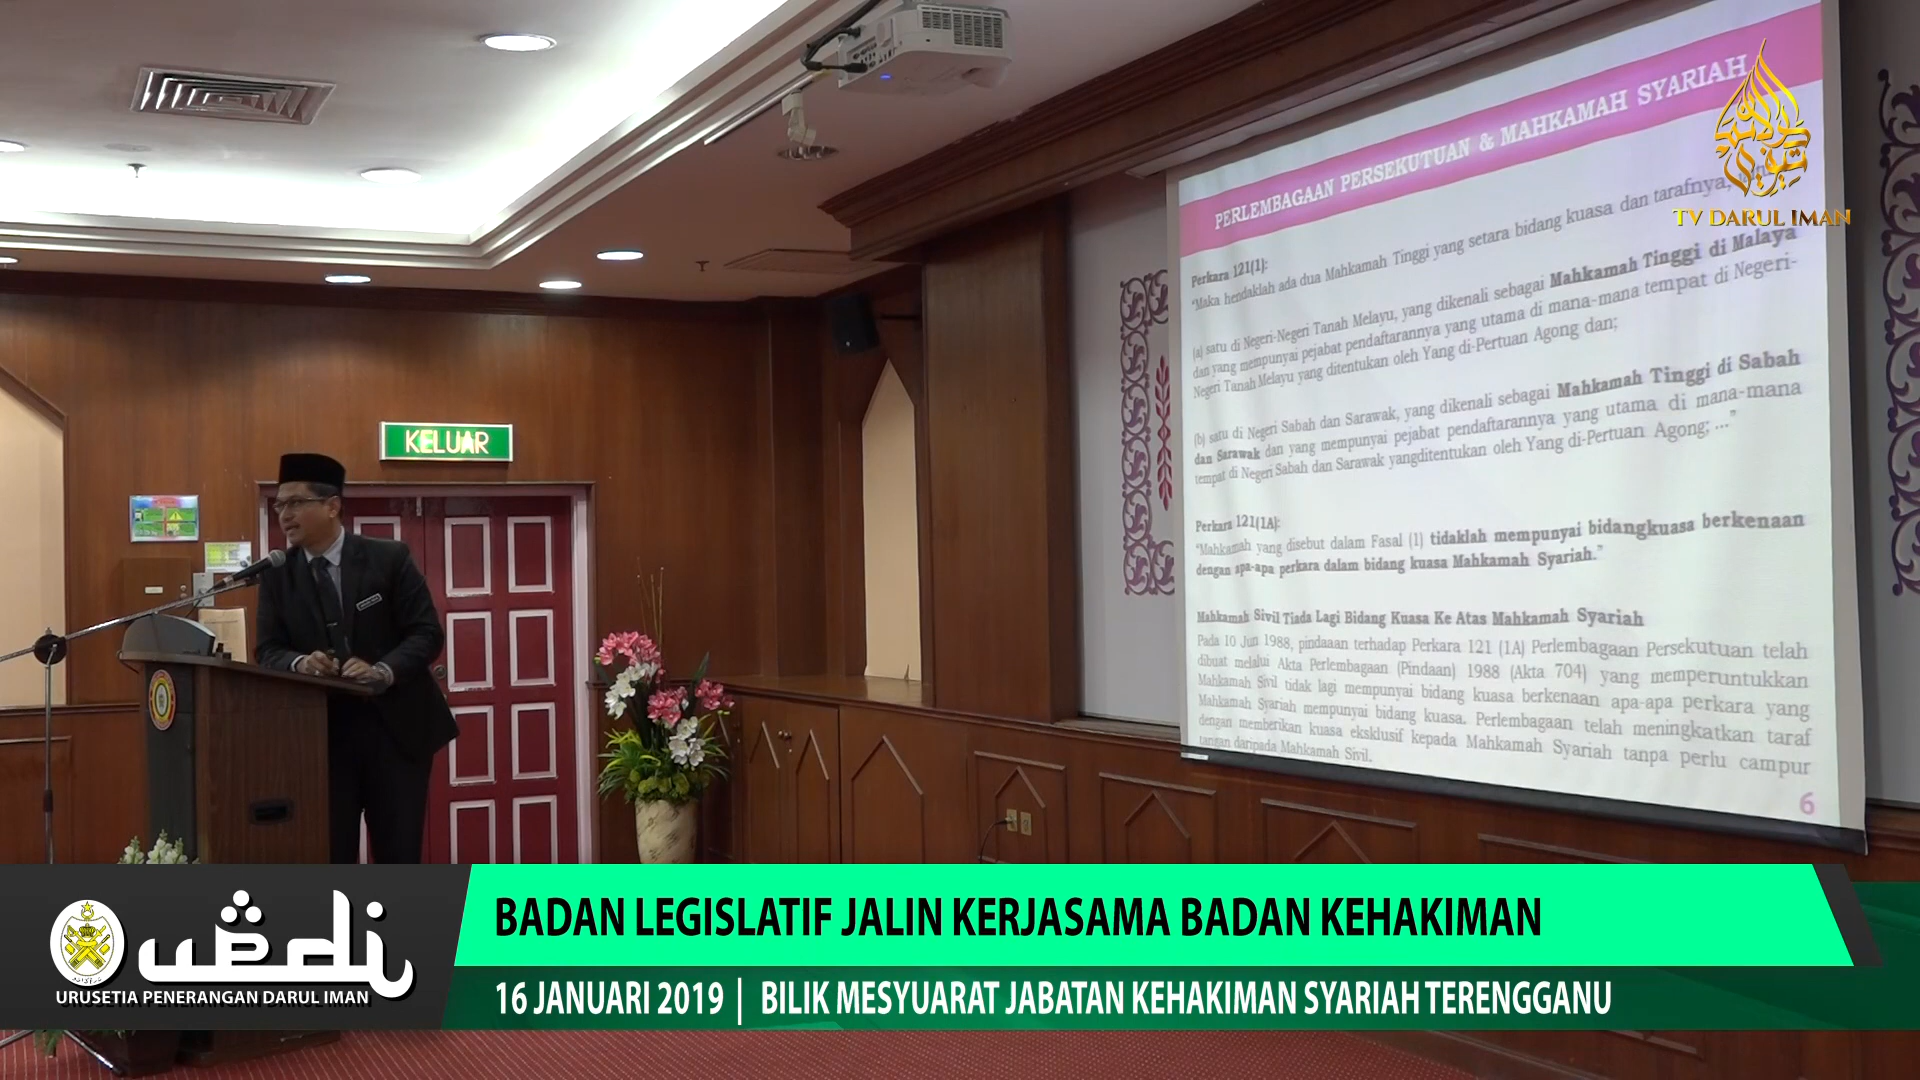 TV DARUL IMAN
PERLEMBAGAAN PERSEKUTUAN & MAHKAMAH SYARIAH
Perkara 121(1):
"Maka hendaklah ada dua Mahkamah Tinggi yang setara bidang kuasa dan tarafnya,
(a) satu di Negeri-Negeri Tanah Melayu, yang dikenali sebagai Mahkamah Tinggi di Malaya
dan yang mempunyai pejabat pendaftarannya yang utama di mana-mana tempat di Negeri-
Negeri Tanah Melayu yang ditentukan oleh Yang di-Pertuan Agong dan;
(b) satu di Negeri Sabah dan Sarawak, yang dikenali sebagai Mahkamah Tinggi di Sabah
dan Sarawak dan yang mempunyai pejabat pendaftarannya yang utama di mana-mana
tempat di Negeri Sabah dan Sarawak yangditentukan oleh Yang di-Pertuan Agong; ..."
Perkara 121(1A):
"Mahkamah yang disebut dalam Fasal (1) tidaklah mempunyai bidangkuasa berkenaan
dengan apa-apa perkara dalam bidang kuasa Mahkamah Syariah."
Mahkamah Sivil Tiada Lagi Bidang Kuasa Ke Atas Mahkamah Syariah
Pada 10 Jun 1988, pindaaan terhadap Perkara 121 (1A) Perlembagaan Persekutuan telah
dibuat melalui Akta Perlembagaan (Pindaan) 1988 (Akta 704) yang memperuntukkan
Mahkamah Sivil tidak lagi mempunyai bidang kuasa berkenaan apa-apa perkara yang
Mahkamah Syariah mempunyai bidang kuasa. Perlembagaan telah meningkatkan taraf
dengan memberikan kuasa eksklusif kepada Mahkamah Syariah tanpa perlu campur
tangan daripada Mahkamah Sivil.
6
KELUAR
BADAN LEGISLATIF JALIN KERJASAMA BADAN KEHAKIMAN
16 JANUARI 2019 | BILIK MESYUARAT JABATAN KEHAKIMAN SYARIAH TERENGGANU
uedi
URUSETIA PENERANGAN DARUL IMAN